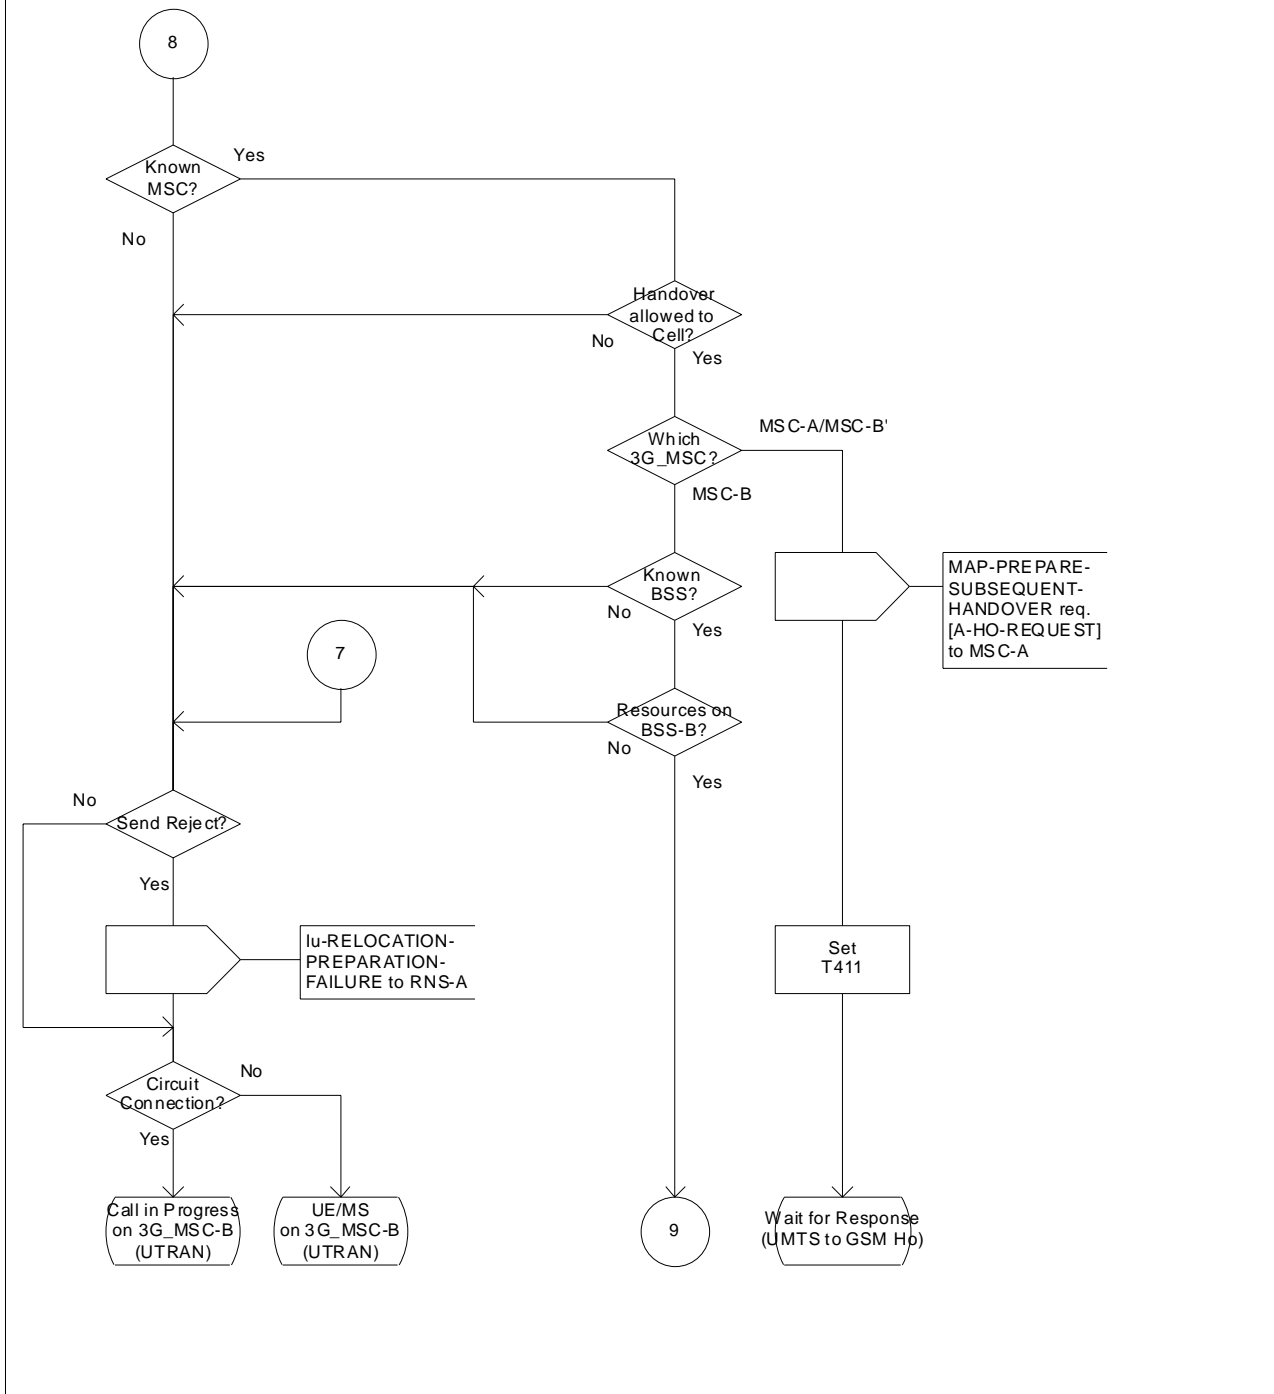 8
Yes
Known
MSC?
No
Handover
allowed to
Cell?
No
Yes
MSC-A/MSC-B'
Which
3G_MSC?
MSC-B
MAP-PREPARE-
SUBSEQUENT-
HANDOVER req.
[A-HO-REQUEST]
to MSC-A
Known
BSS?
No
Yes
7
Resources on
BSS-B?
No
Yes
No
Send Reject?
Yes
Iu-RELOCATION-
PREPARATION-
FAILURE to RNS-A
Set
T411
No
Circuit
Connection?
Yes
Call in Progress
on 3G_MSC-B
(UTRAN)
UE/MS
on 3G_MSC-B
(UTRAN)
9
Wait for Response
(UMTS to GSM Ho)